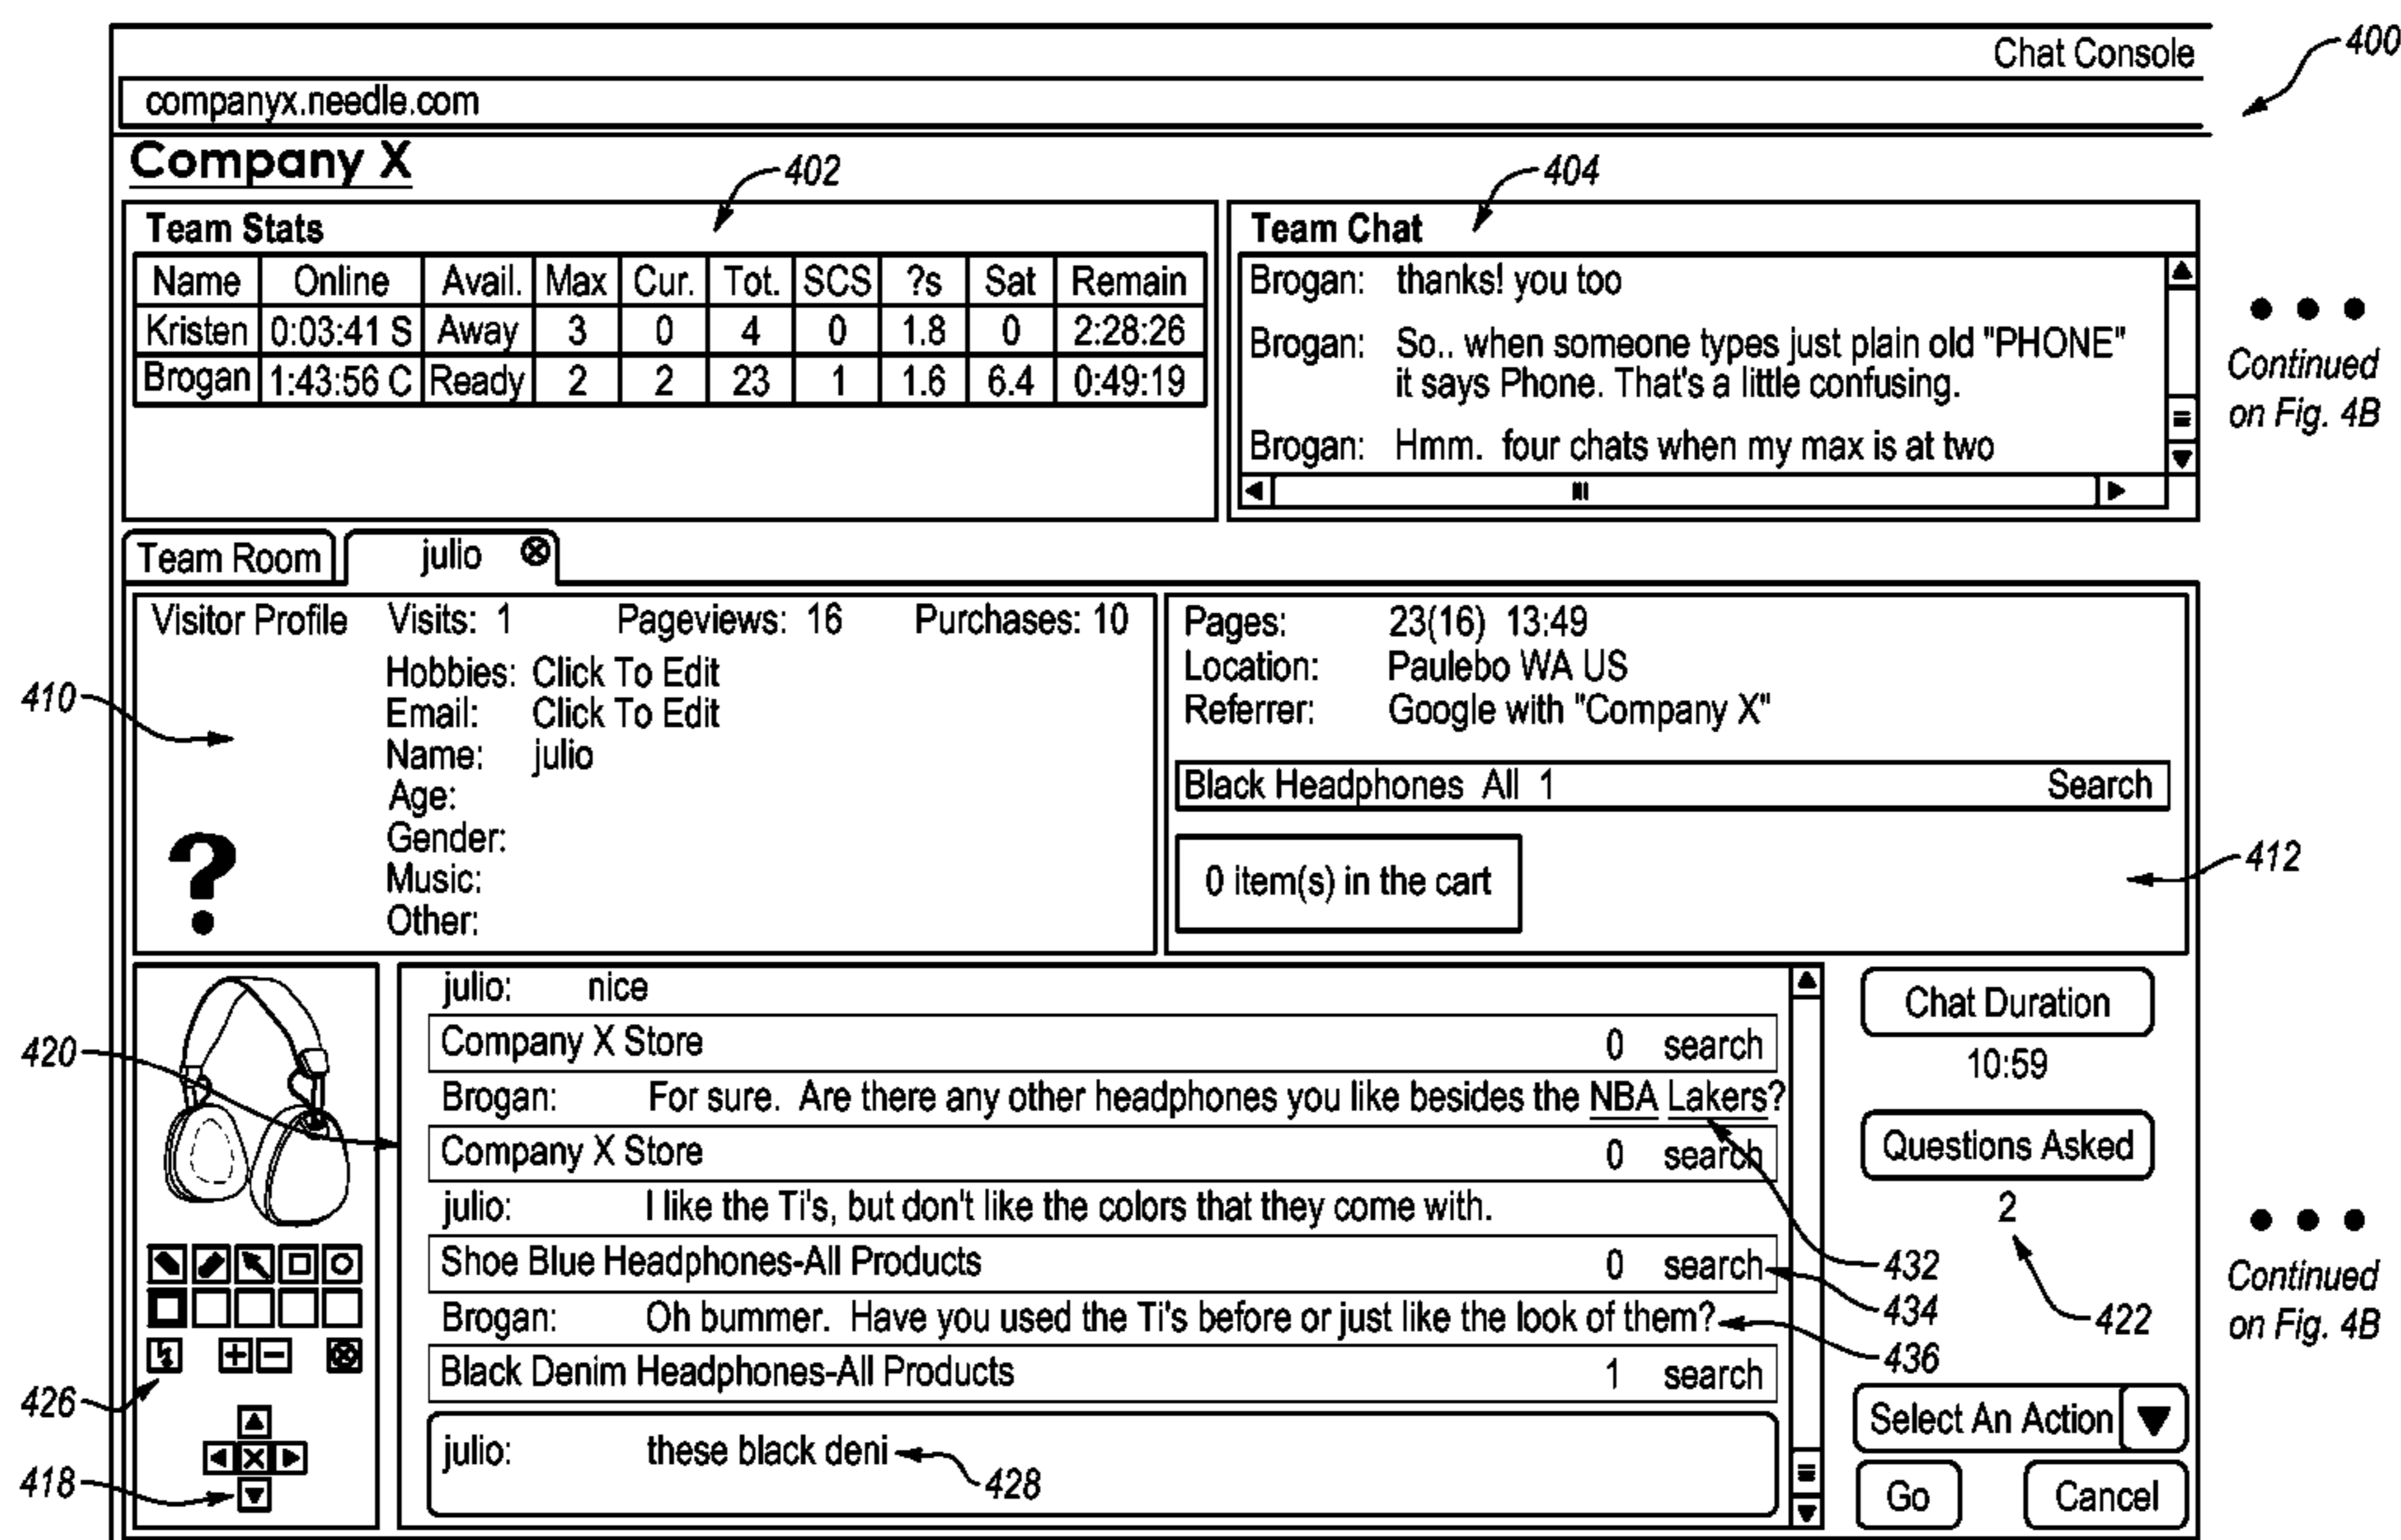 Chat Console
400
companyx.needle.com
Company X
402
404
Team Stats
Name Online Avail. Max Cur. Tot. SCS ?s Sat Remain
Kristen 0:03:41 S Away 3 0 4 0 1.8 0 2:28:26
Brogan 1:43:56 C Ready 2 2 23 1 1.6 6.4 0:49:19
Team Chat
Brogan: thanks! you too
Brogan: So.. when someone types just plain old "PHONE"
it says Phone. That's a little confusing.
Brogan: Hmm. four chats when my max is at two
Continued
on Fig. 4B
Team Room julio
Visitor Profile Visits: 1 Pageviews: 16 Purchases: 10
Hobbies: Click To Edit
Email: Click To Edit
Name: julio
Age:
Gender:
Music:
Other:
?
410
Pages: 23(16) 13:49
Location: Paulebo WA US
Referrer: Google with "Company X"
Black Headphones All 1 Search
0 item(s) in the cart
412
julio: nice
Company X Store 0 search
Brogan: For sure. Are there any other headphones you like besides the NBA Lakers?
Company X Store 0 search
julio: I like the Ti's, but don't like the colors that they come with.
Shoe Blue Headphones-All Products 0 search
Brogan: Oh bummer. Have you used the Ti's before or just like the look of them?
Black Denim Headphones-All Products 1 search
julio: these black deni
428
420
426
418
Chat Duration
10:59
Questions Asked
2
432
434
436
422
Select An Action
Go Cancel
Continued
on Fig. 4B